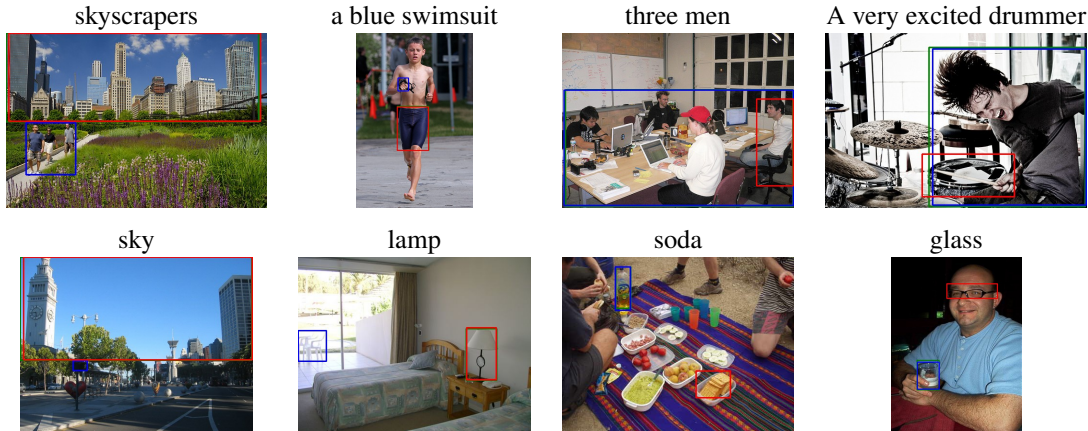 skyscrapers
a blue swimsuit
three men
A very excited drummer
sky
lamp
soda
glass